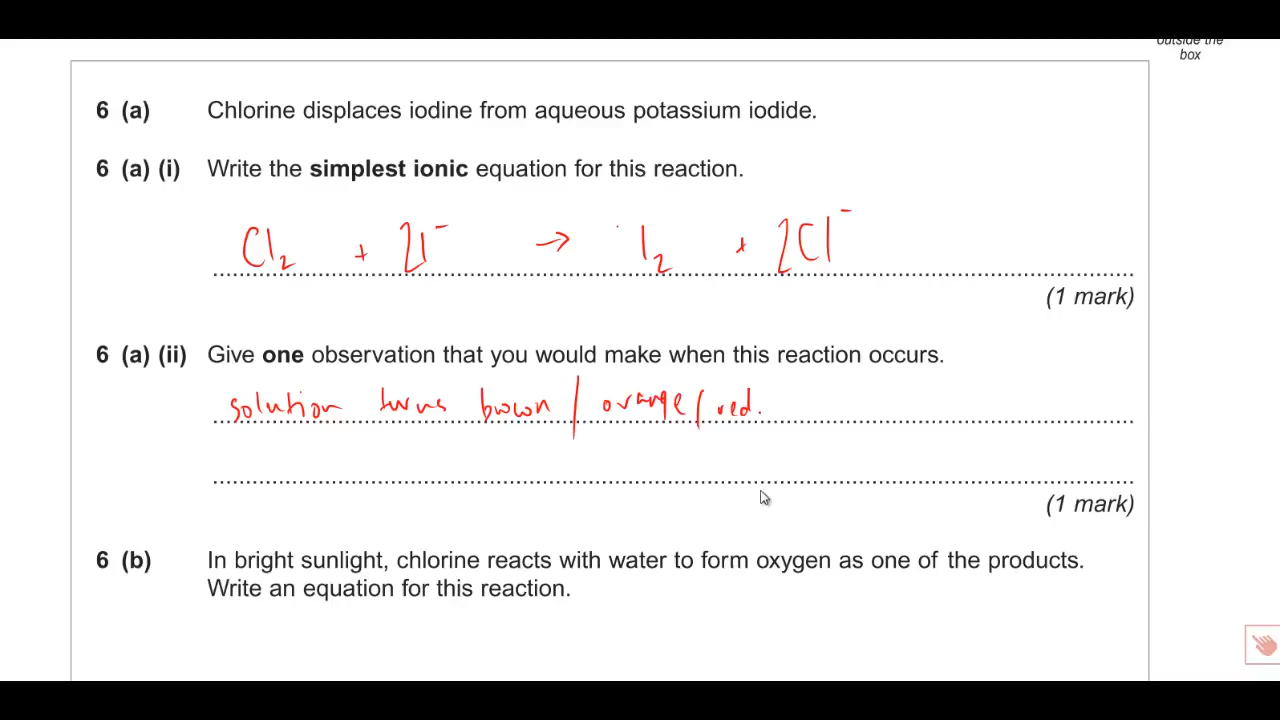 outside the
box
6 (a) Chlorine displaces iodine from aqueous potassium iodide.
6 (a) (i) Write the simplest ionic equation for this reaction.
Cl₂ + 2I⁻ → I₂ + 2Cl⁻
(1 mark)
6 (a) (ii) Give one observation that you would make when this reaction occurs.
solution turns brown / orange / red.
(1 mark)
6 (b) In bright sunlight, chlorine reacts with water to form oxygen as one of the products.
Write an equation for this reaction.